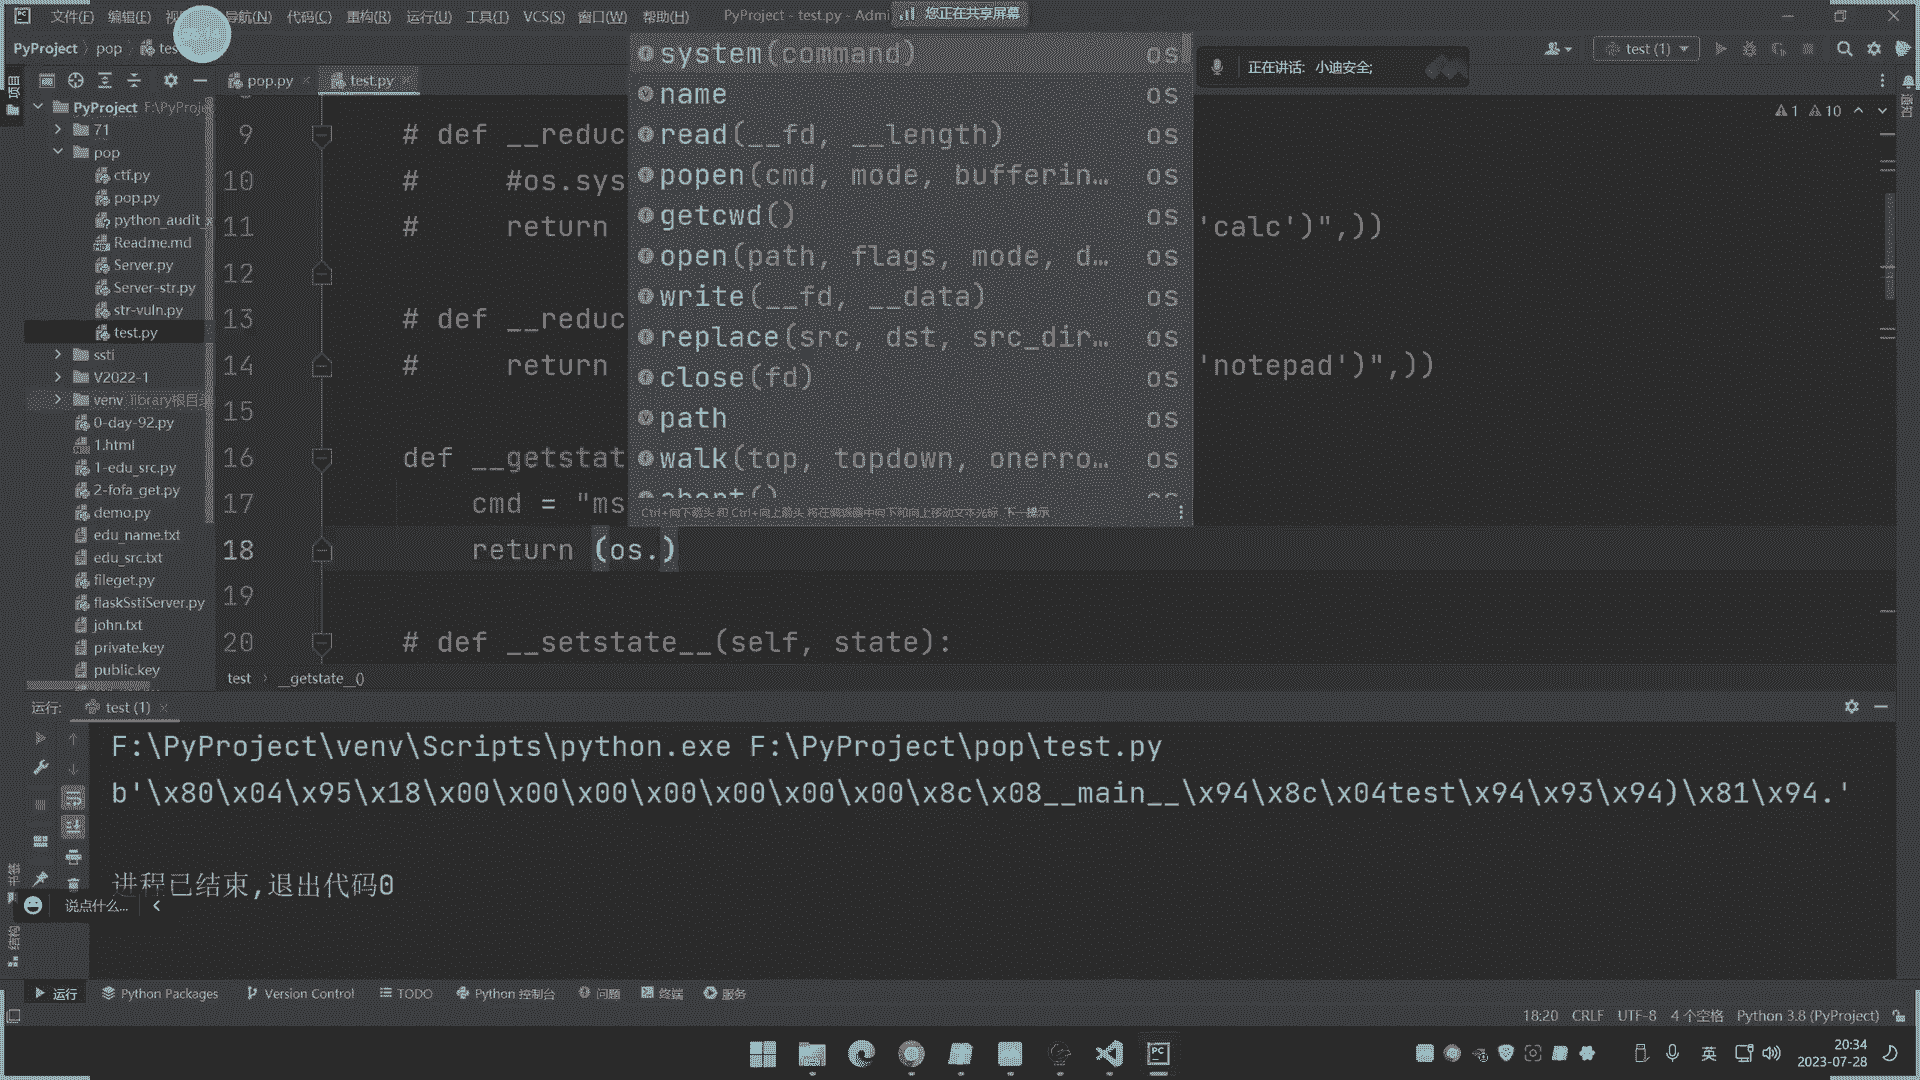 文件(F) 编辑(E) 导航(N) 代码(C) 重构(R) 运行(U) 工具(T) VCS(S) 窗口(W) 帮助(H) PyProject - test.py - Admi 您正在共享屏幕
PyProject pop test (1)
正在讲话: 小迪安全;
项目
pop.py test.py
通知
PyProject F:\PyProje
71
pop
ctf.py
pop.py
python_audit_x
Readme.md
Server.py
Server-str.py
str-vuln.py
test.py
ssti
V2022-1
venv library根目录
0-day-92.py
1.html
1-edu_src.py
2-fofa_get.py
demo.py
edu_name.txt
edu_src.txt
fileget.py
flaskSstiServer.py
john.txt
private.key
public.key
1 10
9 # def __reduc
10 # #os.sys
11 # return 'calc')",))
12
13 # def __reduc
14 # return 'notepad')",))
15
16 def __getstat
17 cmd = "ms
18 return (os.)
19
20 # def __setstate__(self, state):
system(command) os
name os
read(__fd, __length) os
popen(cmd, mode, bufferin… os
getcwd() os
open(path, flags, mode, d… os
write(__fd, __data) os
replace(src, dst, src_dir… os
close(fd) os
path os
walk(top, topdown, onerro… os
abort() os
Ctrl+向下箭头 和 Ctrl+向上箭头 将在编辑器中向下和向上移动文本光标 下一提示
test __getstate__()
运行: test (1)
F:\PyProject\venv\Scripts\python.exe F:\PyProject\pop\test.py
b'\x80\x04\x95\x18\x00\x00\x00\x00\x00\x00\x00\x8c\x08__main__\x94\x8c\x04test\x94\x93\x94)\x81\x94.'
进程已结束,退出代码0
说点什么...
书签
结构
运行 Python Packages Version Control TODO Python 控制台 问题 终端 服务
18:20 CRLF UTF-8 4 个空格 Python 3.8 (PyProject)
英
20:34
2023-07-28